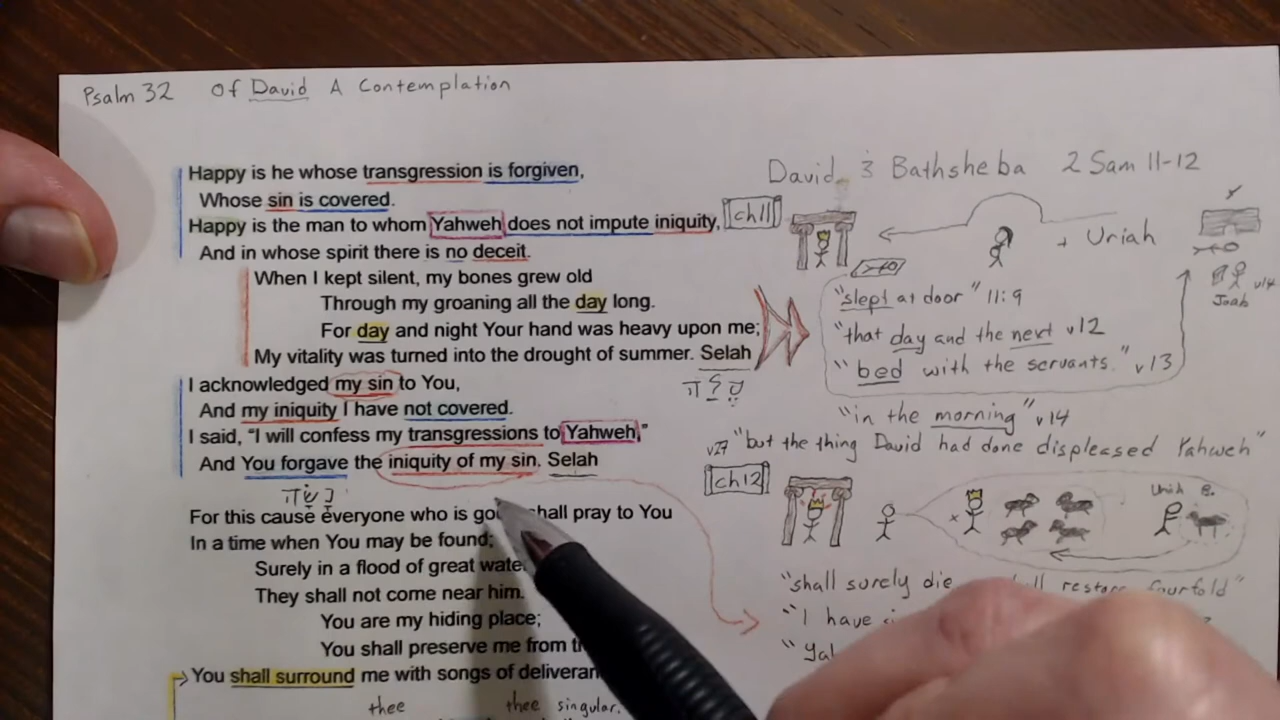 Psalm 32 Of David A Contemplation
Happy is he whose transgression is forgiven,
Whose sin is covered.
Happy is the man to whom Yahweh does not impute iniquity,
And in whose spirit there is no deceit.
When I kept silent, my bones grew old
Through my groaning all the day long.
For day and night Your hand was heavy upon me;
My vitality was turned into the drought of summer. Selah
I acknowledged my sin to You,
And my iniquity I have not covered.
I said, “I will confess my transgressions to Yahweh,”
And You forgave the iniquity of my sin. Selah
For this cause everyone who is shall pray to You
In a time when You may be found;
Surely in a flood of great
They shall not come near him.
You are my hiding place;
You shall preserve me from
You shall surround me with songs of
thee thee singular.
David & Bathsheba 2 Sam 11-12
ch11
+ Uriah
v14
Joab
"slept at door" 11:9
"that day and the next v12
"bed with the servants." v13
"in the morning" v14
v27 "but the thing David had done displeased Yahweh"
ch12
"shall surely die restore fourfold"
"I have